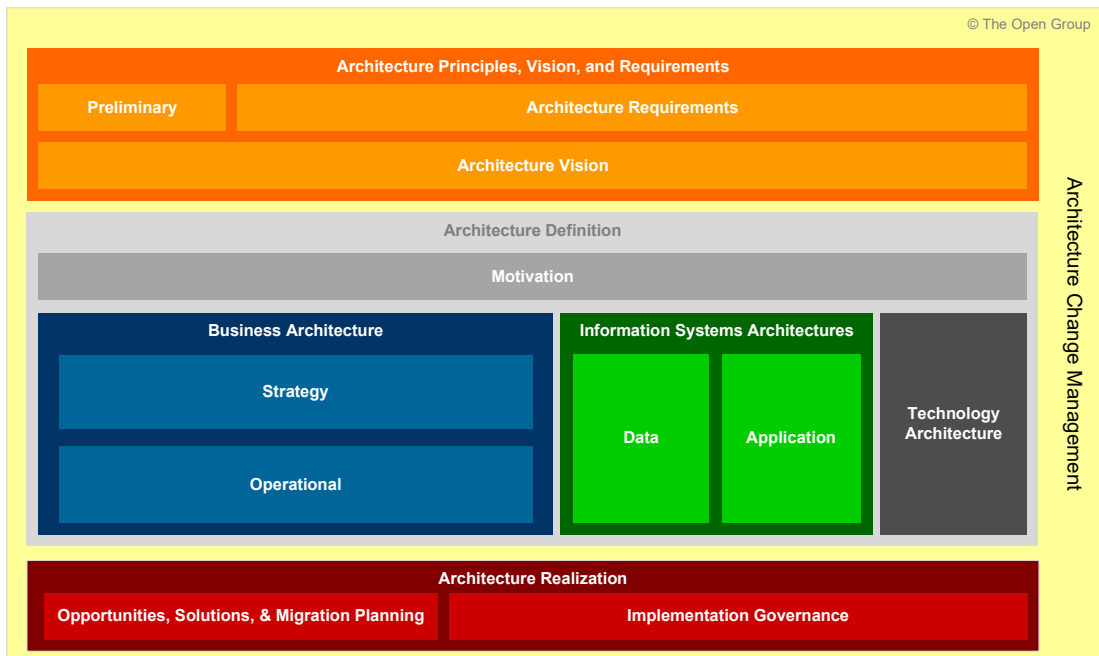 © The Open Group
Architecture Principles, Vision, and Requirements
Preliminary
Architecture Requirements
Architecture Vision
Architecture Definition
Motivation
Business Architecture
Strategy
Operational
Information Systems Architectures
Data
Application
Technology
Architecture
Architecture Change Management
Architecture Realization
Opportunities, Solutions, & Migration Planning
Implementation Governance